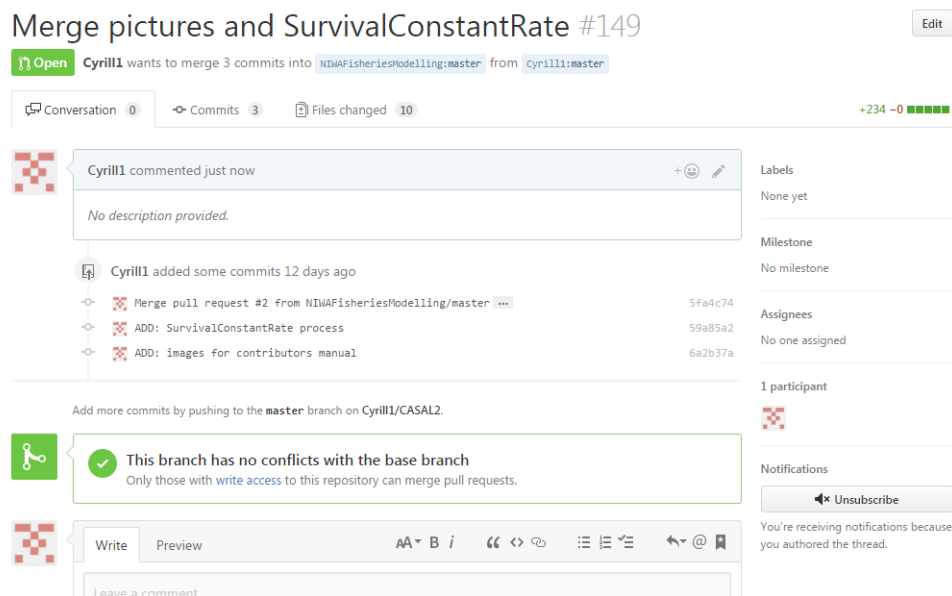 Merge pictures and SurvivalConstantRate #149
Edit
Open Cyrill1 wants to merge 3 commits into NIWAFisheriesModelling:master from Cyrill1:master
Conversation 0 Commits 3 Files changed 10 +234 −0
Cyrill1 commented just now
No description provided.
Cyrill1 added some commits 12 days ago
Merge pull request #2 from NIWAFisheriesModelling/master … 5fa4c74
ADD: SurvivalConstantRate process 59a85a2
ADD: images for contributors manual 6a2b37a
Add more commits by pushing to the master branch on Cyrill1/CASAL2.
This branch has no conflicts with the base branch
Only those with write access to this repository can merge pull requests.
Write Preview AA B i
Leave a comment
Labels
None yet
Milestone
No milestone
Assignees
No one assigned
1 participant
Notifications
Unsubscribe
You're receiving notifications because
you authored the thread.